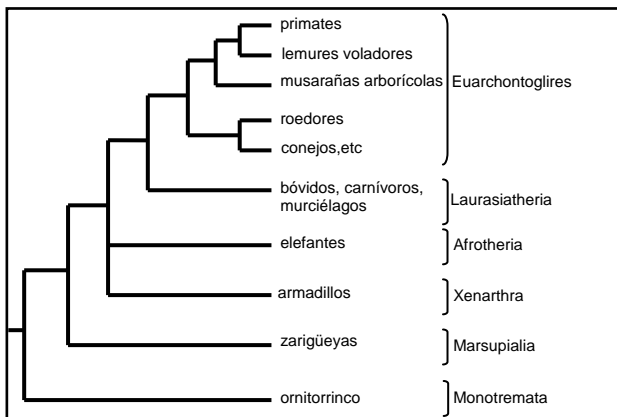 primates
lemures voladores
musarañas arborícolas
Euarchontoglires
roedores
conejos,etc
bóvidos, carnívoros,
murciélagos
Laurasiatheria
elefantes
Afrotheria
armadillos
Xenarthra
zarigüeyas
Marsupialia
ornitorrinco
Monotremata